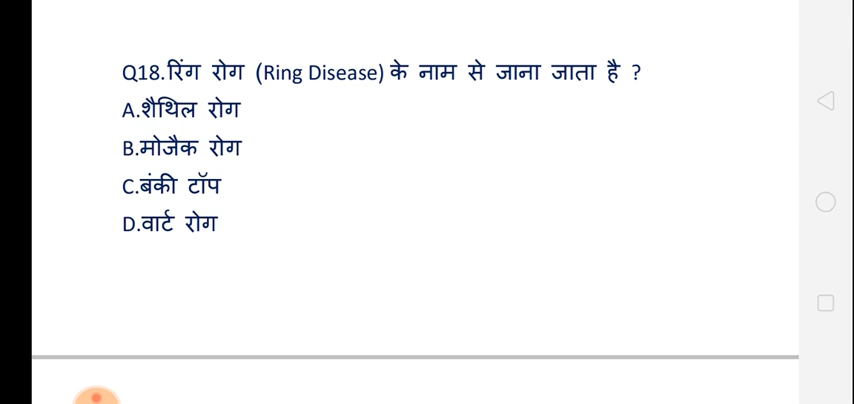 Q18.रिंग रोग (Ring Disease) के नाम से जाना जाता है ?
A.शैथिल रोग
B.मोजैक रोग
C.बंकी टॉप
D.वार्ट रोग